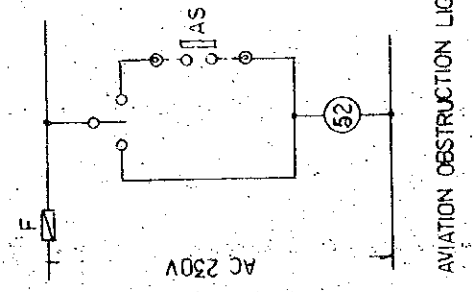 F
AS
52
AC 230V
AVIATION OBSTRUCTION LIG